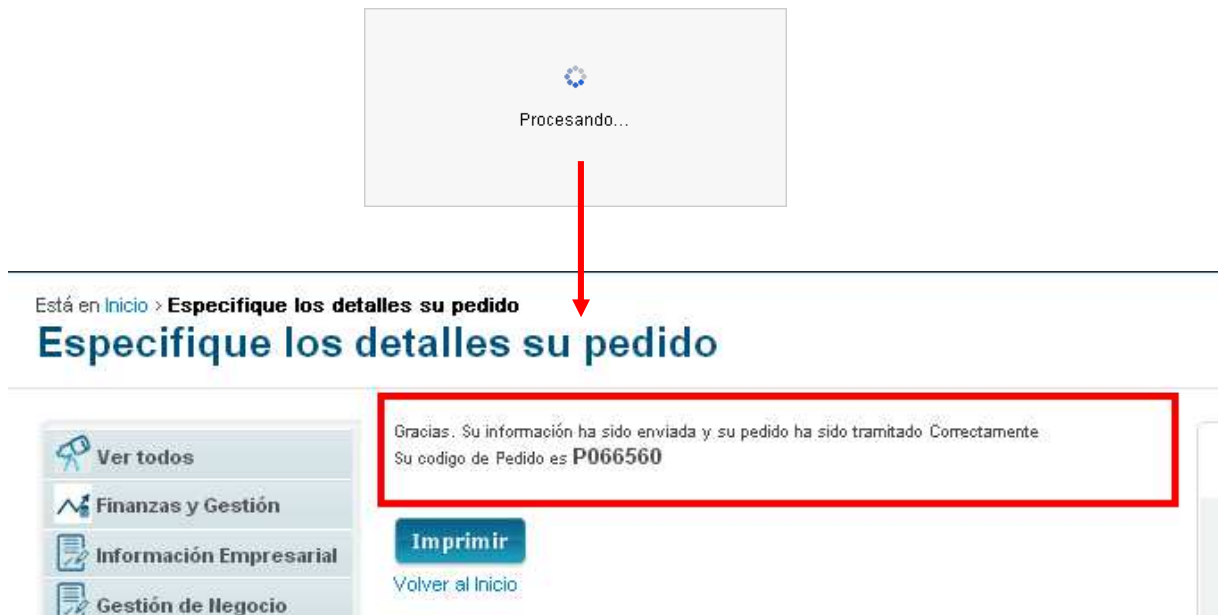 Procesando...
Está en Inicio > Especifique los detalles su pedido
Especifique los detalles su pedido
Ver todos
Finanzas y Gestión
Información Empresarial
Gestión de Negocio
Gracias. Su información ha sido enviada y su pedido ha sido tramitado Correctamente
Su codigo de Pedido es P066560
Imprimir
Volver al Inicio